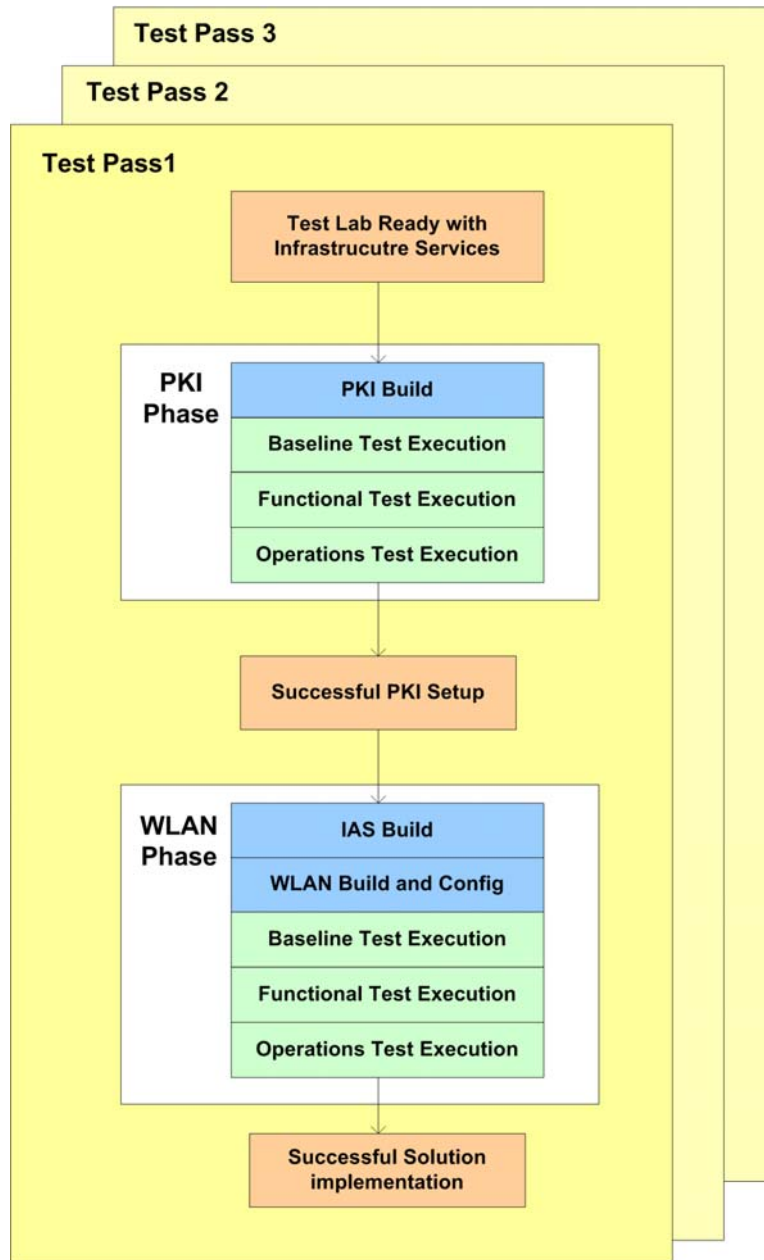 Test Pass 3
Test Pass 2
Test Pass1
Test Lab Ready with
Infrastrucutre Services
PKI
Phase
PKI Build
Baseline Test Execution
Functional Test Execution
Operations Test Execution
Successful PKI Setup
WLAN
Phase
IAS Build
WLAN Build and Config
Baseline Test Execution
Functional Test Execution
Operations Test Execution
Successful Solution
implementation